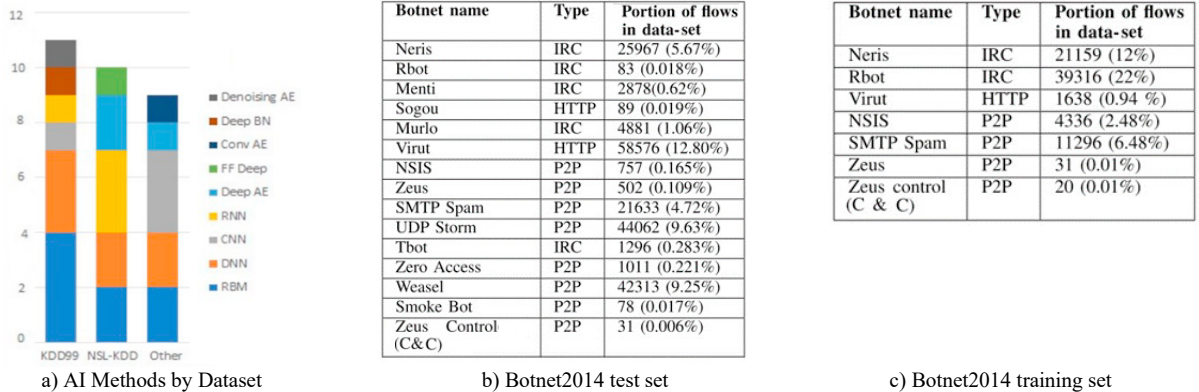 12
10
8
6
4
2
0
KDD99 NSL-KDD Other
Denoising AE
Deep BN
Conv AE
FF Deep
Deep AE
RNN
CNN
DNN
RBM
a) AI Methods by Dataset
Botnet name Type Portion of flows
in data-set
Neris IRC 25967 (5.67%)
Rbot IRC 83 (0.018%)
Menti IRC 2878(0.62%)
Sogou HTTP 89 (0.019%)
Murlo IRC 4881 (1.06%)
Virut HTTP 58576 (12.80%)
NSIS P2P 757 (0.165%)
Zeus P2P 502 (0.109%)
SMTP Spam P2P 21633 (4.72%)
UDP Storm P2P 44062 (9.63%)
Tbot IRC 1296 (0.283%)
Zero Access P2P 1011 (0.221%)
Weasel P2P 42313 (9.25%)
Smoke Bot P2P 78 (0.017%)
Zeus Control P2P 31 (0.006%)
(C&C)
b) Botnet2014 test set
Botnet name Type Portion of flows
in data-set
Neris IRC 21159 (12%)
Rbot IRC 39316 (22%)
Virut HTTP 1638 (0.94 %)
NSIS P2P 4336 (2.48%)
SMTP Spam P2P 11296 (6.48%)
Zeus P2P 31 (0.01%)
Zeus control P2P 20 (0.01%)
(C & C)
c) Botnet2014 training set